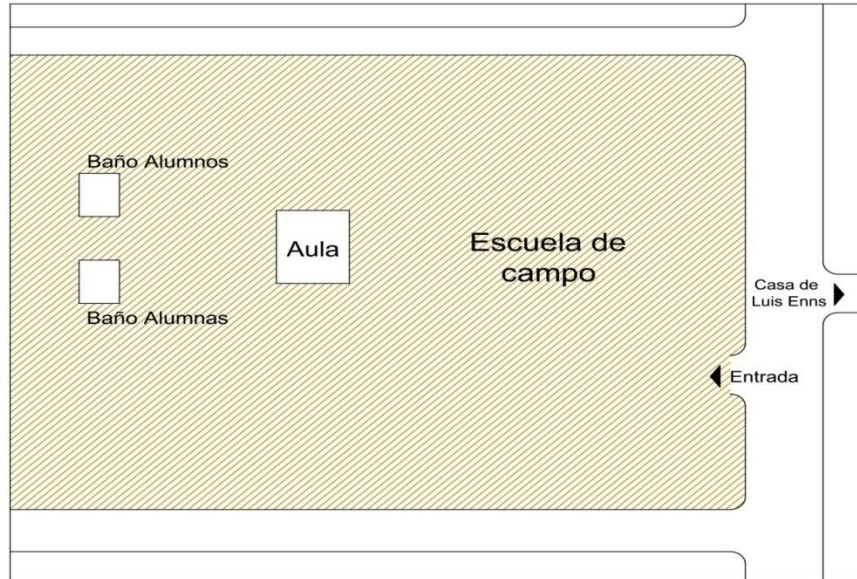 Baño Alumnos
Aula
Escuela de
campo
Baño Alumnas
Casa de
Luis Enns
Entrada